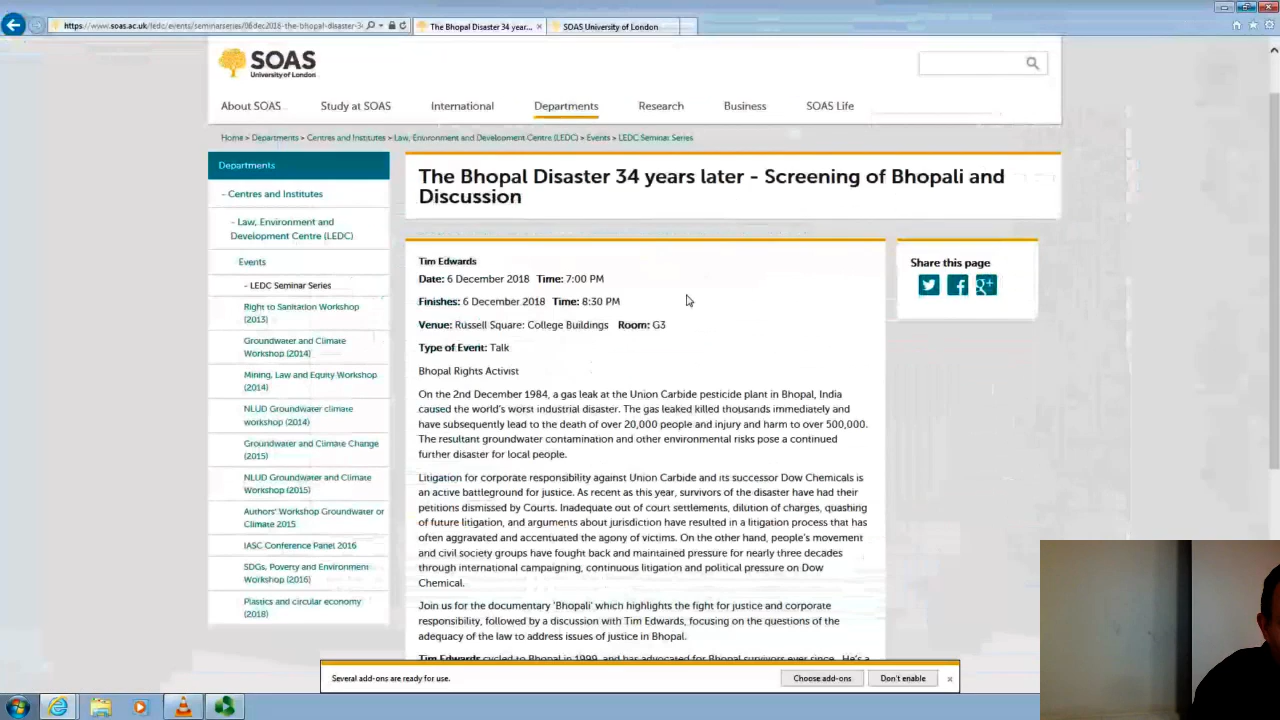 https://www.soas.ac.uk/ledc/events/seminarseries/06dec2018-the-bhopal-disaster-34
The Bhopal Disaster 34 year...
SOAS University of London
SOAS
University of London
About SOAS
Study at SOAS
International
Departments
Research
Business
SOAS Life
Home > Departments > Centres and Institutes > Law, Environment and Development Centre (LEDC) > Events > LEDC Seminar Series
Departments
- Centres and Institutes
- Law, Environment and
Development Centre (LEDC)
Events
- LEDC Seminar Series
Right to Sanitation Workshop
(2013)
Groundwater and Climate
Workshop (2014)
Mining, Law and Equity Workshop
(2014)
NLUD Groundwater climate
workshop (2014)
Groundwater and Climate Change
(2015)
NLUD Groundwater and Climate
Workshop (2015)
Authors' Workshop Groundwater or
Climate 2015
IASC Conference Panel 2016
SDGs, Poverty and Environment
Workshop (2016)
Plastics and circular economy
(2018)
The Bhopal Disaster 34 years later - Screening of Bhopali and
Discussion
Tim Edwards
Date: 6 December 2018 Time: 7:00 PM
Finishes: 6 December 2018 Time: 8:30 PM
Venue: Russell Square: College Buildings Room: G3
Type of Event: Talk
Bhopal Rights Activist
On the 2nd December 1984, a gas leak at the Union Carbide pesticide plant in Bhopal, India
caused the world's worst industrial disaster. The gas leaked killed thousands immediately and
have subsequently lead to the death of over 20,000 people and injury and harm to over 500,000.
The resultant groundwater contamination and other environmental risks pose a continued
further disaster for local people.
Litigation for corporate responsibility against Union Carbide and its successor Dow Chemicals is
an active battleground for justice. As recent as this year, survivors of the disaster have had their
petitions dismissed by Courts. Inadequate out of court settlements, dilution of charges, quashing
of future litigation, and arguments about jurisdiction have resulted in a litigation process that has
often aggravated and accentuated the agony of victims. On the other hand, people's movement
and civil society groups have fought back and maintained pressure for nearly three decades
through international campaigning, continuous litigation and political pressure on Dow
Chemical.
Join us for the documentary 'Bhopali' which highlights the fight for justice and corporate
responsibility, followed by a discussion with Tim Edwards, focusing on the questions of the
adequacy of the law to address issues of justice in Bhopal.
Tim Edwards cycled to Bhopal in 1999, and has advocated for Bhopal survivors ever since. He's a
Share this page
Several add-ons are ready for use.
Choose add-ons
Don't enable